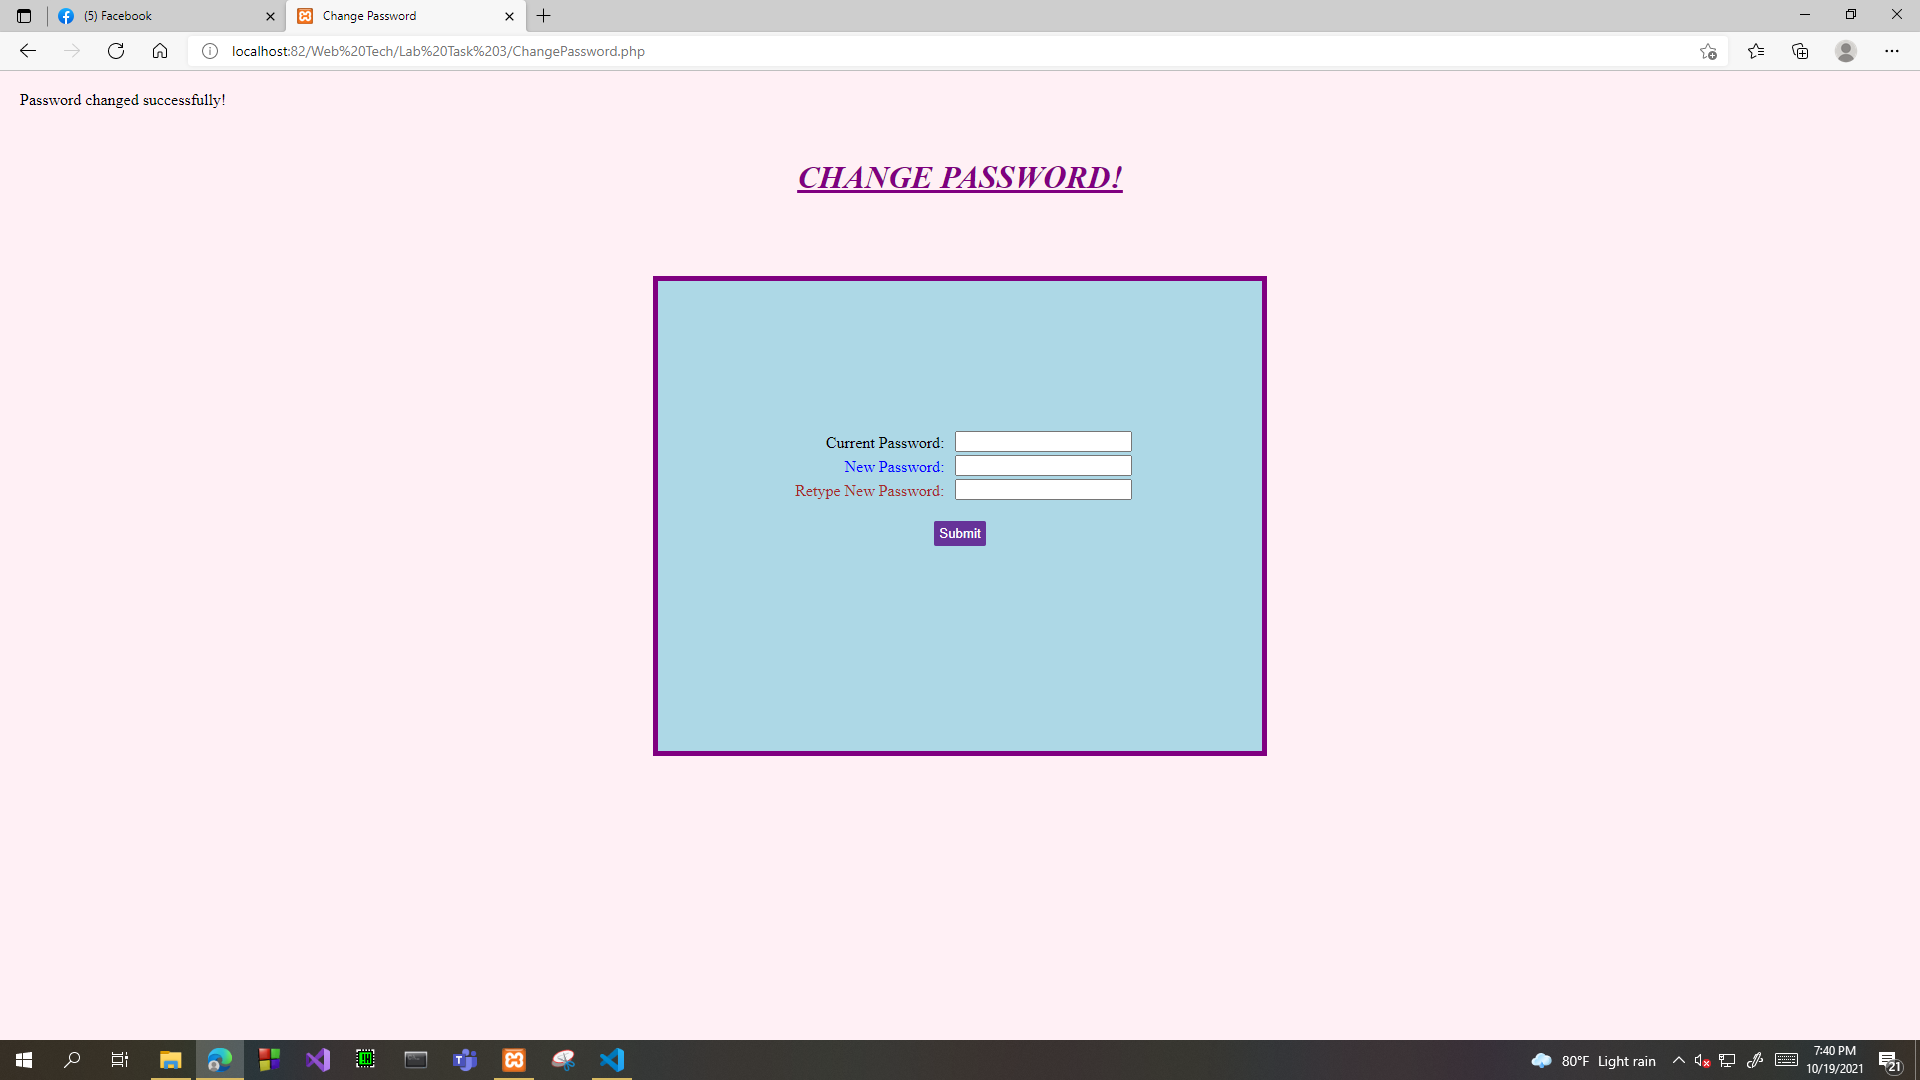 (5) Facebook
Change Password
localhost:82/Web%20Tech/Lab%20Task%203/ChangePassword.php
Password changed successfully!
CHANGE PASSWORD!
Current Password:
New Password:
Retype New Password:
Submit
80°F Light rain
7:40 PM
10/19/2021
21